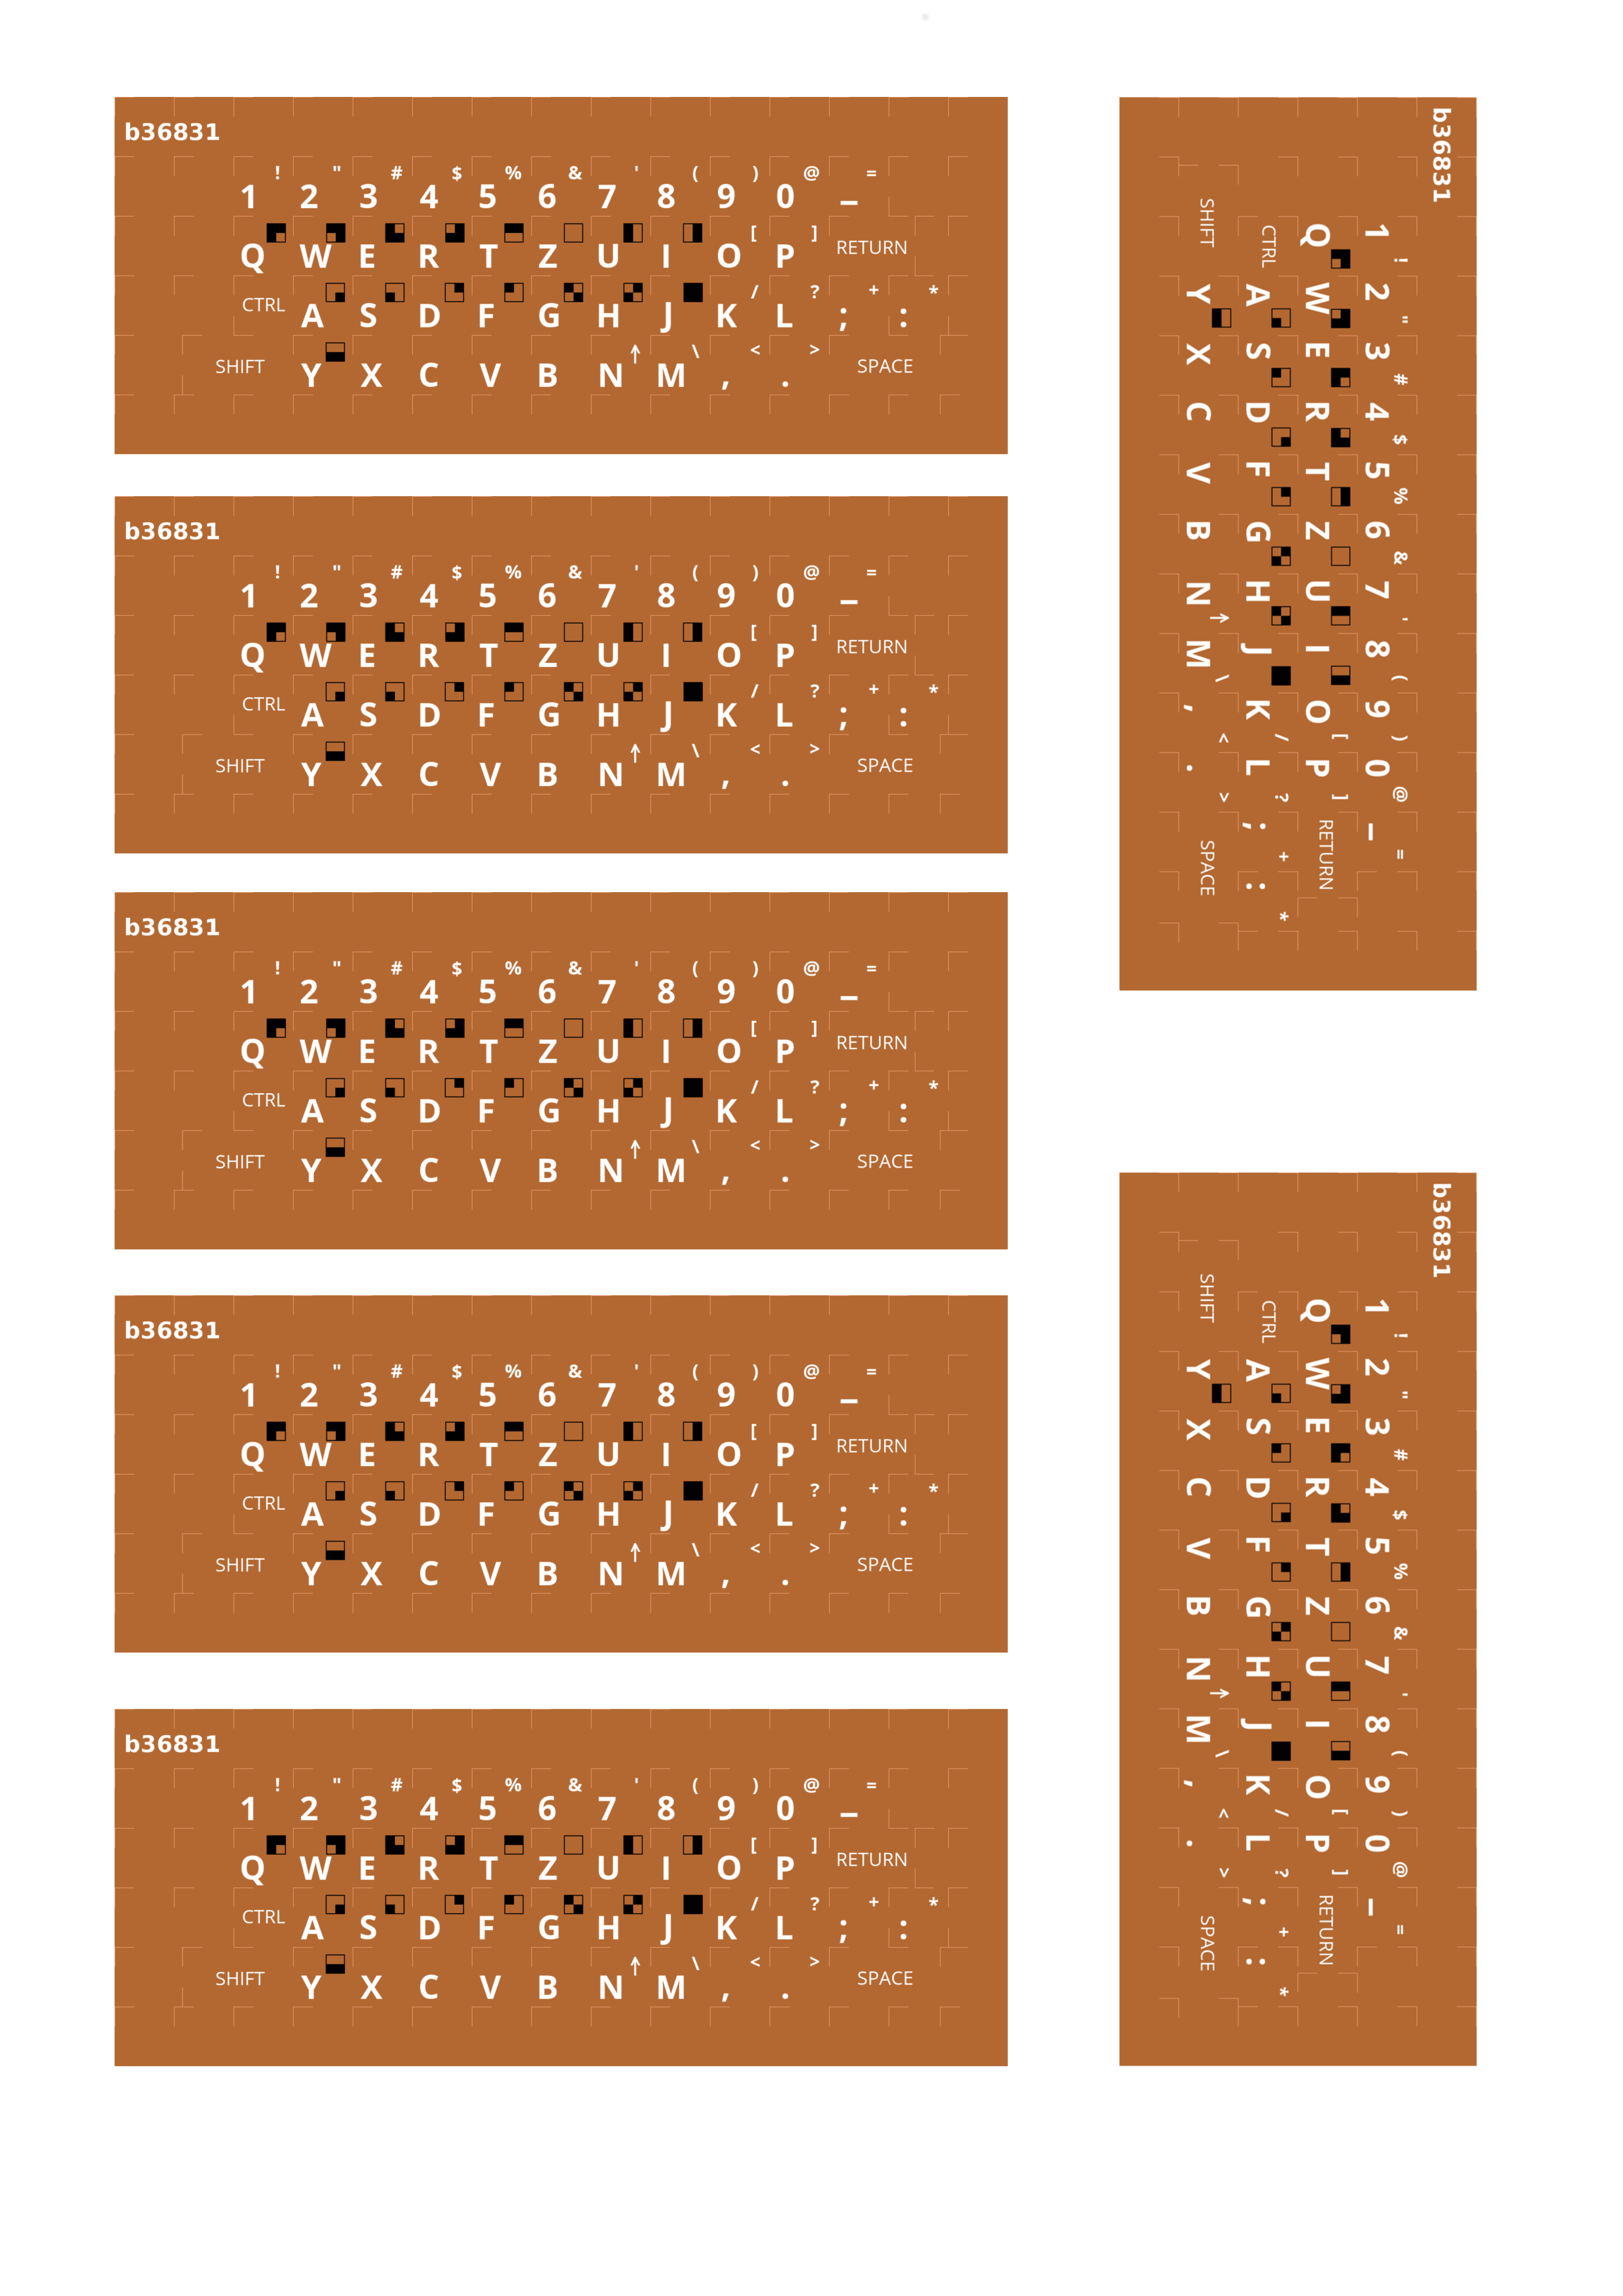 b36831
! " # $ % & ' ( ) @ =
1 2 3 4 5 6 7 8 9 0 –
[ ]
Q W E R T Z U I O P RETURN
/ ? + *
CTRL A S D F G H J K L ; :
↑ \ < >
SHIFT Y X C V B N M , . SPACE
b36831
! " # $ % & ' ( ) @ =
1 2 3 4 5 6 7 8 9 0 –
[ ]
Q W E R T Z U I O P RETURN
/ ? + *
CTRL A S D F G H J K L ; :
↑ \ < >
SHIFT Y X C V B N M , . SPACE
b36831
! " # $ % & ' ( ) @ =
1 2 3 4 5 6 7 8 9 0 –
[ ]
Q W E R T Z U I O P RETURN
/ ? + *
CTRL A S D F G H J K L ; :
↑ \ < >
SHIFT Y X C V B N M , . SPACE
b36831
! " # $ % & ' ( ) @ =
1 2 3 4 5 6 7 8 9 0 –
[ ]
Q W E R T Z U I O P RETURN
/ ? + *
CTRL A S D F G H J K L ; :
↑ \ < >
SHIFT Y X C V B N M , . SPACE
b36831
! " # $ % & ' ( ) @ =
1 2 3 4 5 6 7 8 9 0 –
[ ]
Q W E R T Z U I O P RETURN
/ ? + *
CTRL A S D F G H J K L ; :
↑ \ < >
SHIFT Y X C V B N M , . SPACE
b36831
! " # $ % & ' ( ) @ =
1 2 3 4 5 6 7 8 9 0 –
[ ]
Q W E R T Z U I O P RETURN
/ ? + *
CTRL A S D F G H J K L ; :
↑ \ < >
SHIFT Y X C V B N M , . SPACE
b36831
! " # $ % & ' ( ) @ =
1 2 3 4 5 6 7 8 9 0 –
[ ]
Q W E R T Z U I O P RETURN
/ ? + *
CTRL A S D F G H J K L ; :
↑ \ < >
SHIFT Y X C V B N M , . SPACE